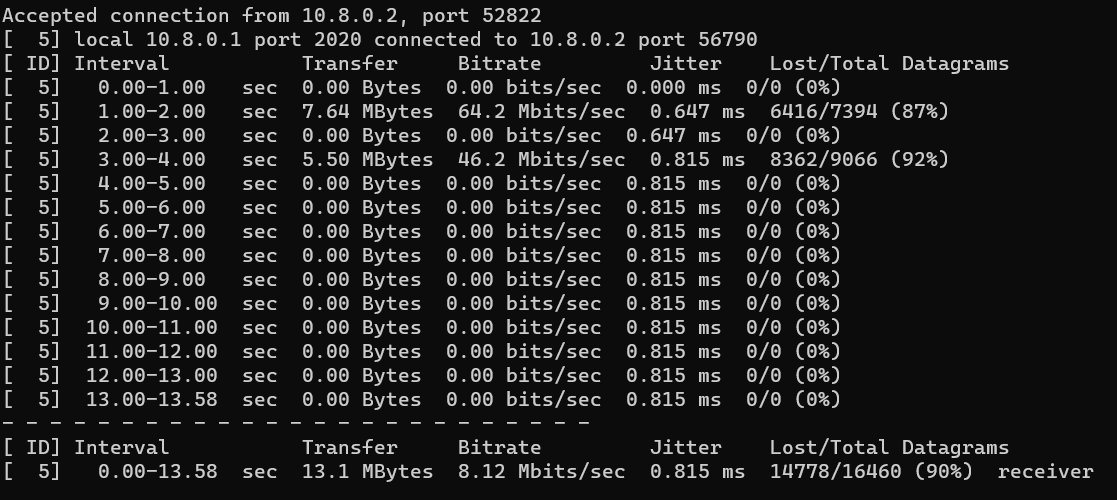 Accepted connection from 10.8.0.2, port 52822
[  5] local 10.8.0.1 port 2020 connected to 10.8.0.2 port 56790
[ ID] Interval           Transfer     Bitrate         Jitter    Lost/Total Datagrams
[  5]   0.00-1.00   sec  0.00 Bytes  0.00 bits/sec  0.000 ms  0/0 (0%)
[  5]   1.00-2.00   sec  7.64 MBytes  64.2 Mbits/sec  0.647 ms  6416/7394 (87%)
[  5]   2.00-3.00   sec  0.00 Bytes  0.00 bits/sec  0.647 ms  0/0 (0%)
[  5]   3.00-4.00   sec  5.50 MBytes  46.2 Mbits/sec  0.815 ms  8362/9066 (92%)
[  5]   4.00-5.00   sec  0.00 Bytes  0.00 bits/sec  0.815 ms  0/0 (0%)
[  5]   5.00-6.00   sec  0.00 Bytes  0.00 bits/sec  0.815 ms  0/0 (0%)
[  5]   6.00-7.00   sec  0.00 Bytes  0.00 bits/sec  0.815 ms  0/0 (0%)
[  5]   7.00-8.00   sec  0.00 Bytes  0.00 bits/sec  0.815 ms  0/0 (0%)
[  5]   8.00-9.00   sec  0.00 Bytes  0.00 bits/sec  0.815 ms  0/0 (0%)
[  5]   9.00-10.00  sec  0.00 Bytes  0.00 bits/sec  0.815 ms  0/0 (0%)
[  5]  10.00-11.00  sec  0.00 Bytes  0.00 bits/sec  0.815 ms  0/0 (0%)
[  5]  11.00-12.00  sec  0.00 Bytes  0.00 bits/sec  0.815 ms  0/0 (0%)
[  5]  12.00-13.00  sec  0.00 Bytes  0.00 bits/sec  0.815 ms  0/0 (0%)
[  5]  13.00-13.58  sec  0.00 Bytes  0.00 bits/sec  0.815 ms  0/0 (0%)
- - - - - - - - - - - - - - - - - - - - - - - - -
[ ID] Interval           Transfer     Bitrate         Jitter    Lost/Total Datagrams
[  5]   0.00-13.58  sec  13.1 MBytes  8.12 Mbits/sec  0.815 ms  14778/16460 (90%)  receiver